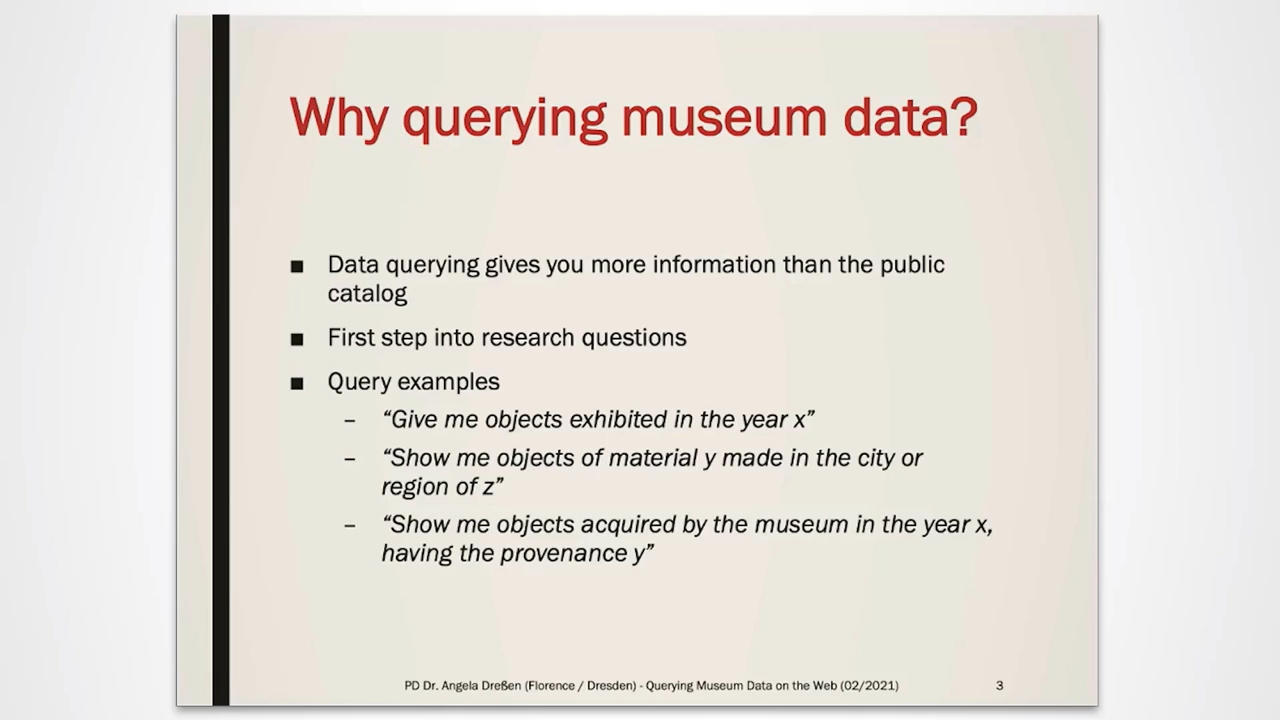 Why querying museum data?
■ Data querying gives you more information than the public
catalog
■ First step into research questions
■ Query examples
– “Give me objects exhibited in the year x”
– “Show me objects of material y made in the city or
region of z”
– “Show me objects acquired by the museum in the year x,
having the provenance y”
PD Dr. Angela Dreßen (Florence / Dresden) - Querying Museum Data on the Web (02/2021) 3